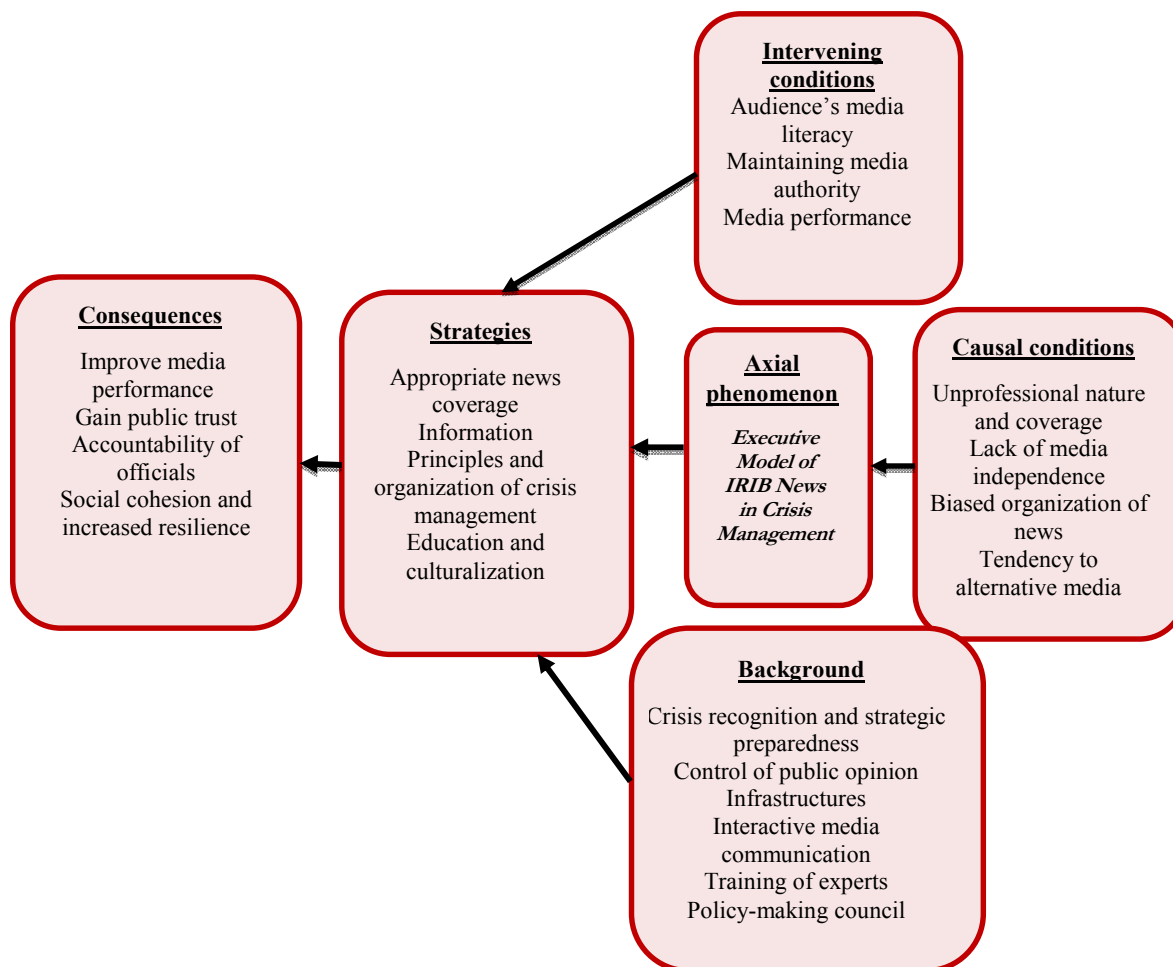 Intervening
conditions
Audience's media
literacy
Maintaining media
authority
Media performance
Consequences
Improve media
performance
Gain public trust
Accountability of
officials
Social cohesion and
increased resilience
Strategies
Appropriate news
coverage
Information
Principles and
organization of crisis
management
Education and
culturalization
Axial
phenomenon
Executive
Model of
IRIB News
in Crisis
Management
Causal conditions
Unprofessional nature
and coverage
Lack of media
independence
Biased organization of
news
Tendency to
alternative media
Background
Crisis recognition and strategic
preparedness
Control of public opinion
Infrastructures
Interactive media
communication
Training of experts
Policy-making council